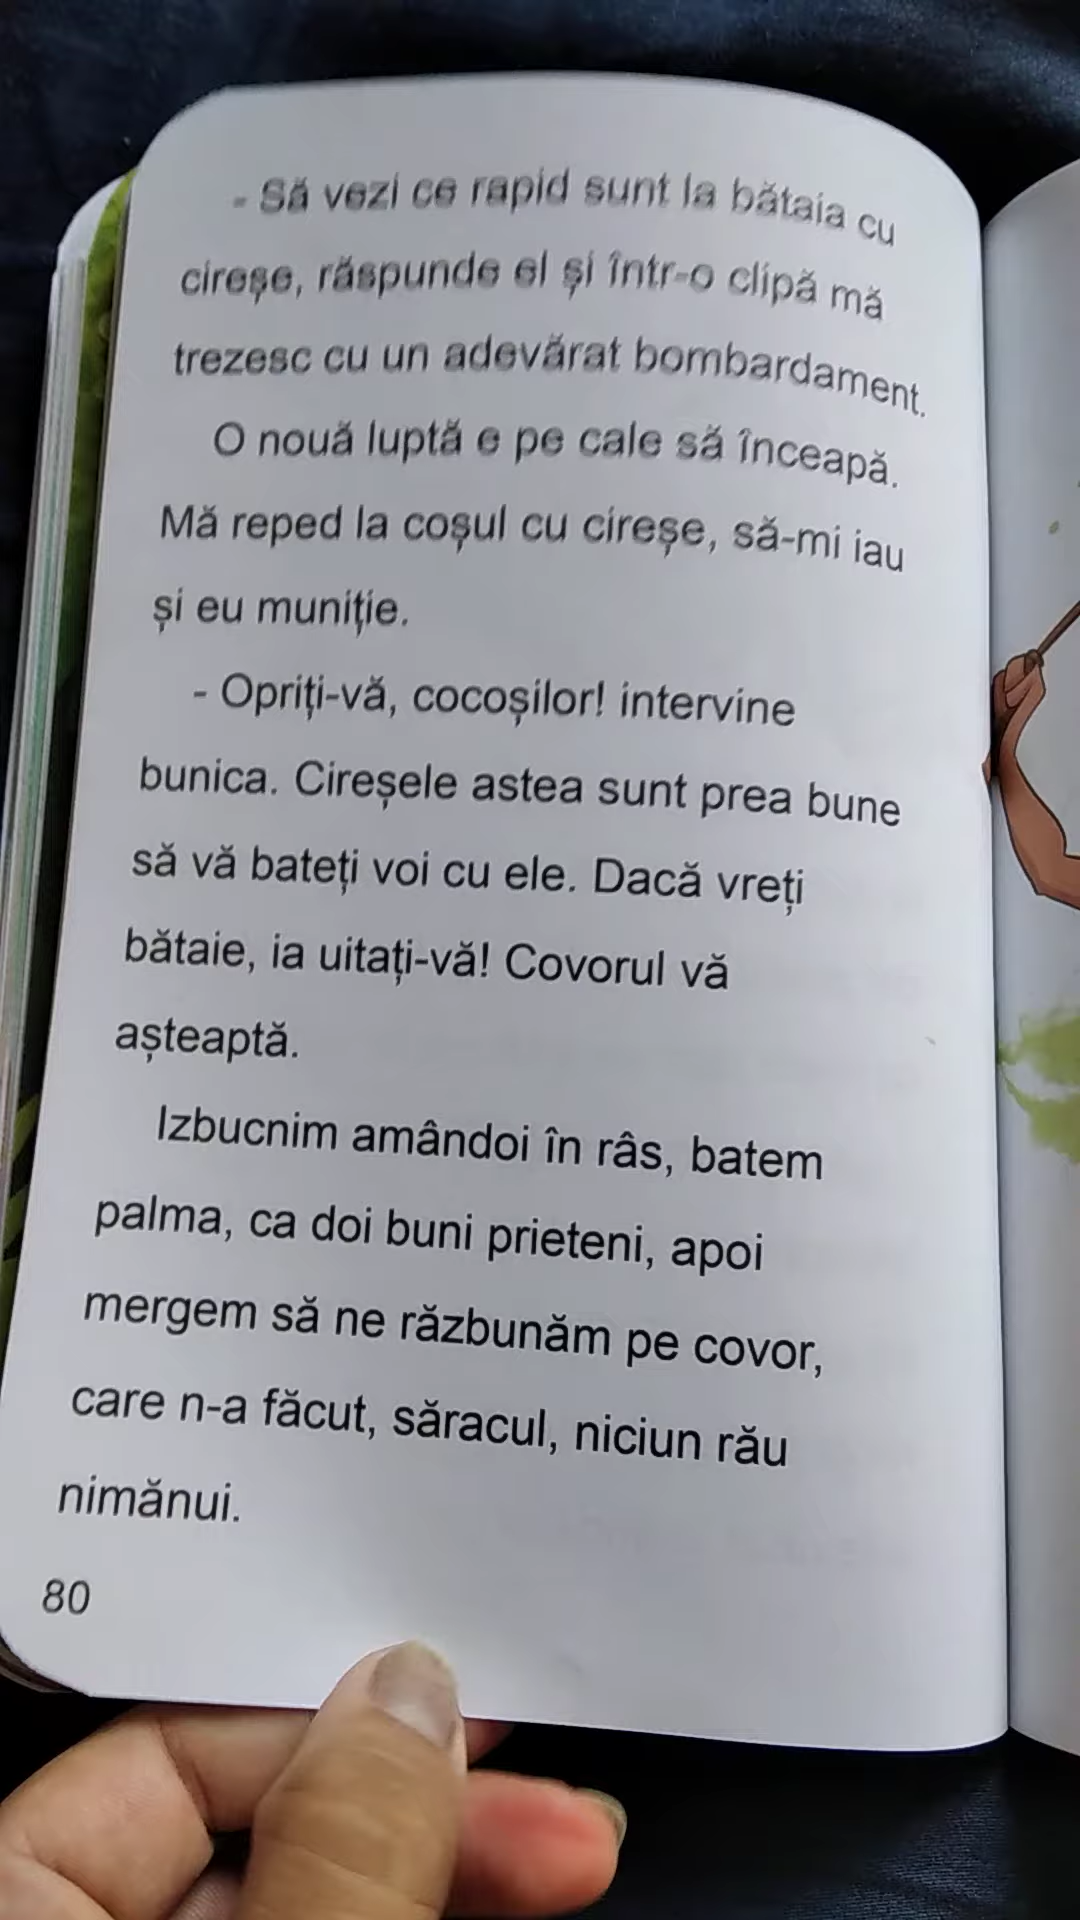 - Să vezi ce rapid sunt la bătaia cu
cireșe, răspunde el și într-o clipă mă
trezesc cu un adevărat bombardament.
O nouă luptă e pe cale să înceapă.
Mă reped la coșul cu cireșe, să-mi iau
și eu muniție.
- Opriți-vă, cocoșilor! intervine
bunica. Cireșele astea sunt prea bune
să vă bateți voi cu ele. Dacă vreți
bătaie, ia uitați-vă! Covorul vă
așteaptă.
Izbucnim amândoi în râs, batem
palma, ca doi buni prieteni, apoi
mergem să ne răzbunăm pe covor,
care n-a făcut, săracul, niciun rău
nimănui.
80